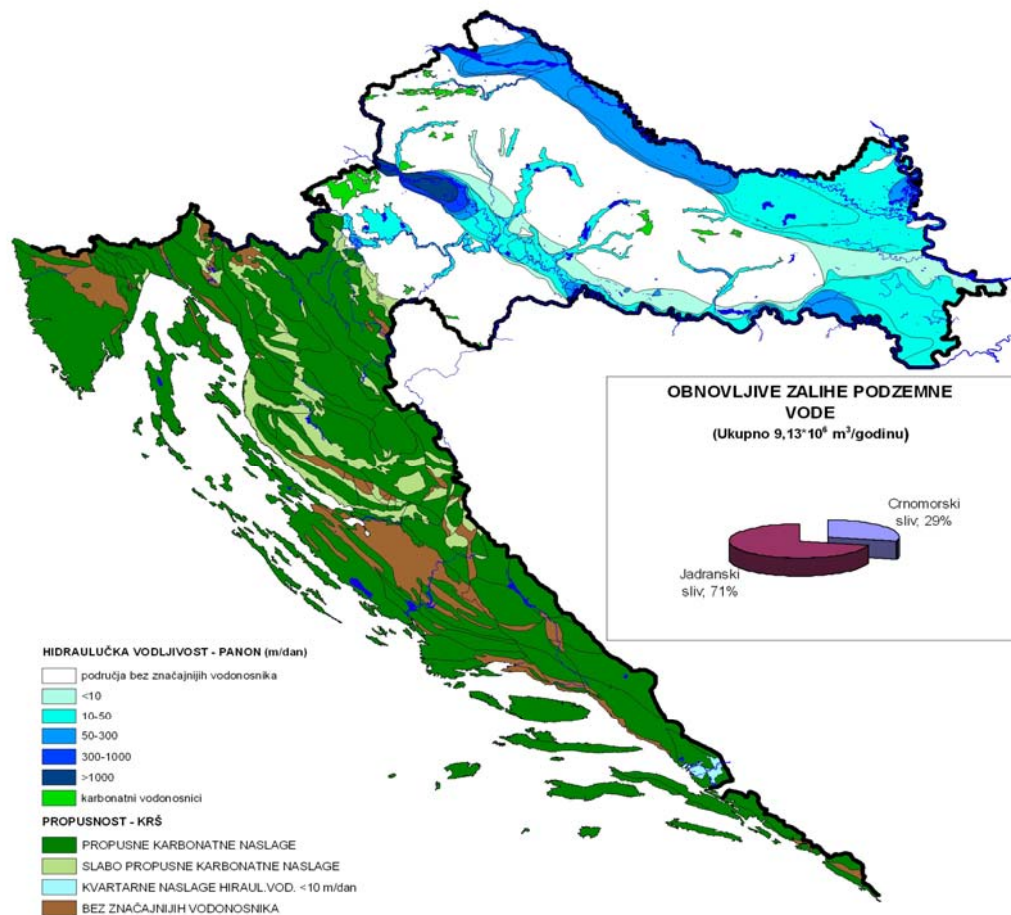 OBNOVLJIVE ZALIHE PODZEMNE
VODE
(Ukupno 9,13*10⁶ m³/godinu)
Crnomorski
sliv; 29%
Jadranski
sliv; 71%
HIDRAULUČKA VODLJIVOST - PANON (m/dan)
područja bez značajnijih vodonosnika
<10
10-50
50-300
300-1000
>1000
karbonatni vodonosnici
PROPUSNOST - KRŠ
PROPUSNE KARBONATNE NASLAGE
SLABO PROPUSNE KARBONATNE NASLAGE
KVARTARNE NASLAGE HIRAUL.VOD. <10 m/dan
BEZ ZNAČAJNIJIH VODONOSNIKA